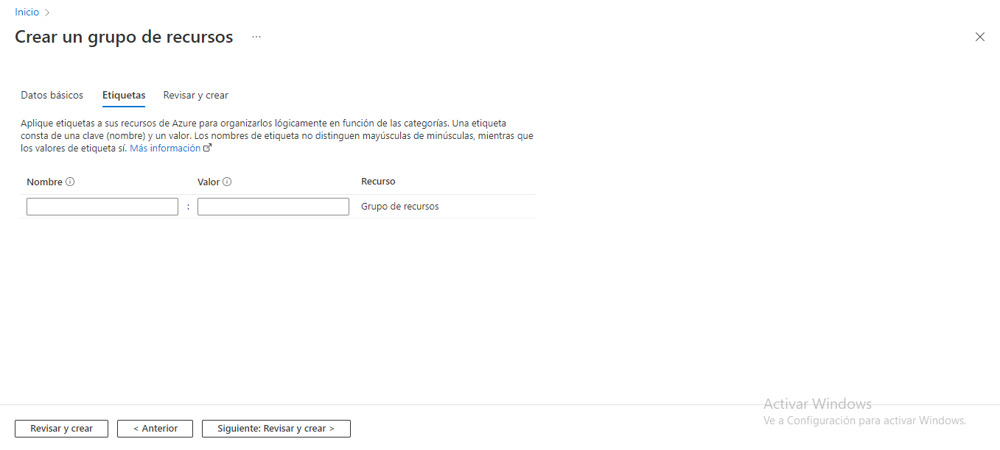 Inicio
Crear un grupo de recursos ...
Datos básicos Etiquetas Revisar y crear
Aplique etiquetas a sus recursos de Azure para organizarlos lógicamente en función de las categorías. Una etiqueta
consta de una clave (nombre) y un valor. Los nombres de etiqueta no distinguen mayúsculas de minúsculas, mientras que
los valores de etiqueta sí. Más información
Nombre Valor Recurso
: Grupo de recursos
Activar Windows
Ve a Configuración para activar Windows.
Revisar y crear < Anterior Siguiente: Revisar y crear >